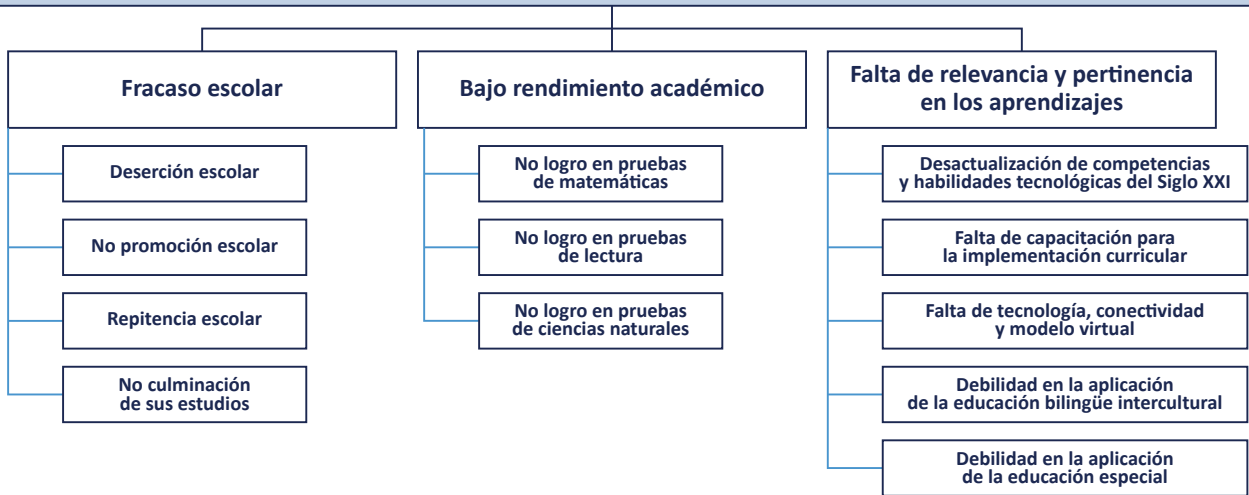 Fracaso escolar
Deserción escolar
No promoción escolar
Repitencia escolar
No culminación
de sus estudios
Bajo rendimiento académico
No logro en pruebas
de matemáticas
No logro en pruebas
de lectura
No logro en pruebas
de ciencias naturales
Falta de relevancia y pertinencia
en los aprendizajes
Desactualización de competencias
y habilidades tecnológicas del Siglo XXI
Falta de capacitación para
la implementación curricular
Falta de tecnología, conectividad
y modelo virtual
Debilidad en la aplicación
de la educación bilingüe intercultural
Debilidad en la aplicación
de la educación especial